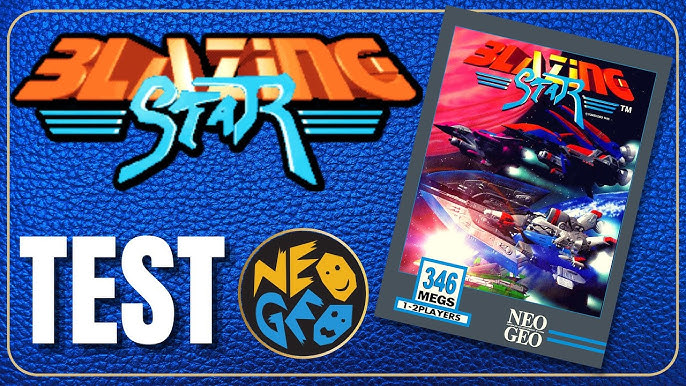 BLAZING
STAR
TEST
NEO
GEO
BLAZING
STAR
TM
346
MEGS
1-2PLAYERS
NEO
GEO